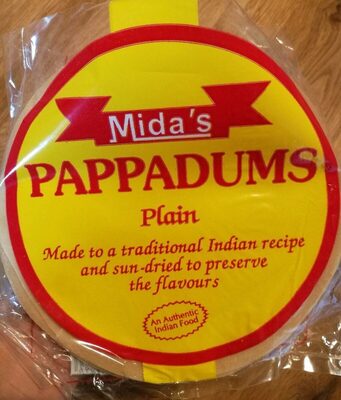 Mida's
PAPPADUMS
Plain
Made to a traditional Indian recipe
and sun-dried to preserve
the flavours
An Authentic
Indian Food